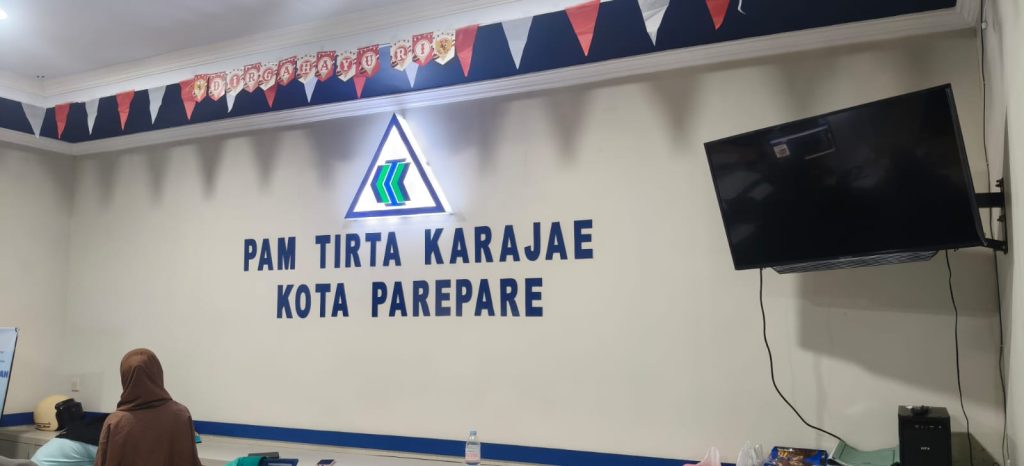 DIRGAHAYU RI
PAM TIRTA KARAJAE
KOTA PAREPARE